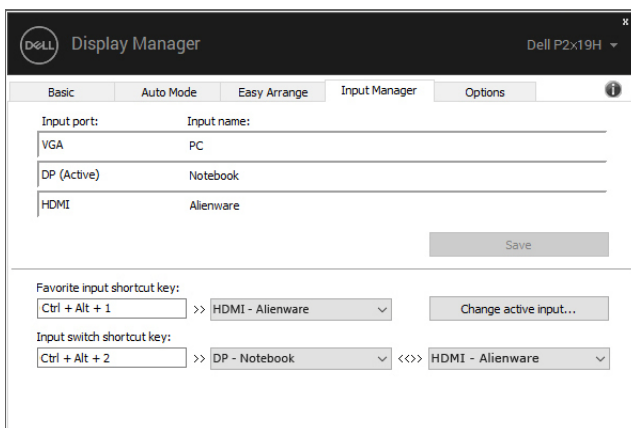 x
DELL Display Manager Dell P2x19H
Basic Auto Mode Easy Arrange Input Manager Options i
Input port: Input name:
VGA PC
DP (Active) Notebook
HDMI Alienware
Save
Favorite input shortcut key:
Ctrl + Alt + 1 >> HDMI - Alienware Change active input...
Input switch shortcut key:
Ctrl + Alt + 2 >> DP - Notebook <<>> HDMI - Alienware